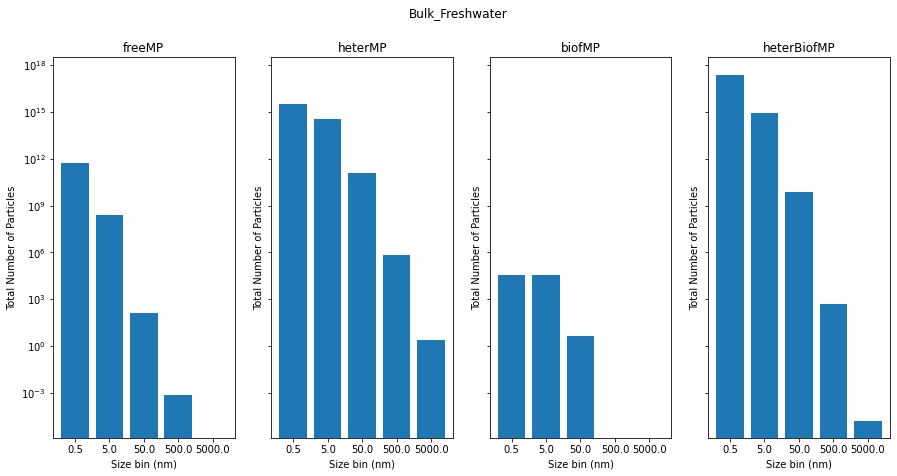 Bulk_Freshwater
freeMP
heterMP
biofMP
heterBiofMP
10^18
10^15
10^12
10^9
10^6
10^3
10^0
10^−3
Total Number of Particles
Total Number of Particles
Total Number of Particles
Total Number of Particles
0.5 5.0 50.0 500.0 5000.0
0.5 5.0 50.0 500.0 5000.0
0.5 5.0 50.0 500.0 5000.0
0.5 5.0 50.0 500.0 5000.0
Size bin (nm)
Size bin (nm)
Size bin (nm)
Size bin (nm)